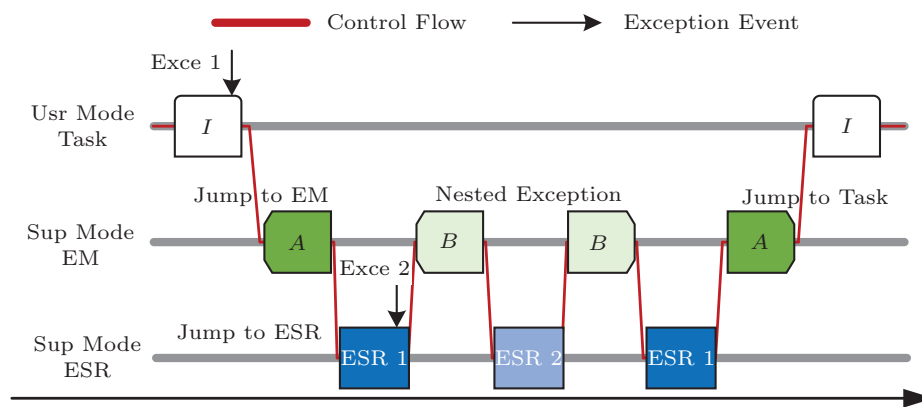 Control Flow
Exception Event
Exce 1
Usr Mode
Task
I
I
Jump to EM
Nested Exception
Jump to Task
Sup Mode
EM
A
B
B
A
Exce 2
Jump to ESR
Sup Mode
ESR
ESR 1
ESR 2
ESR 1